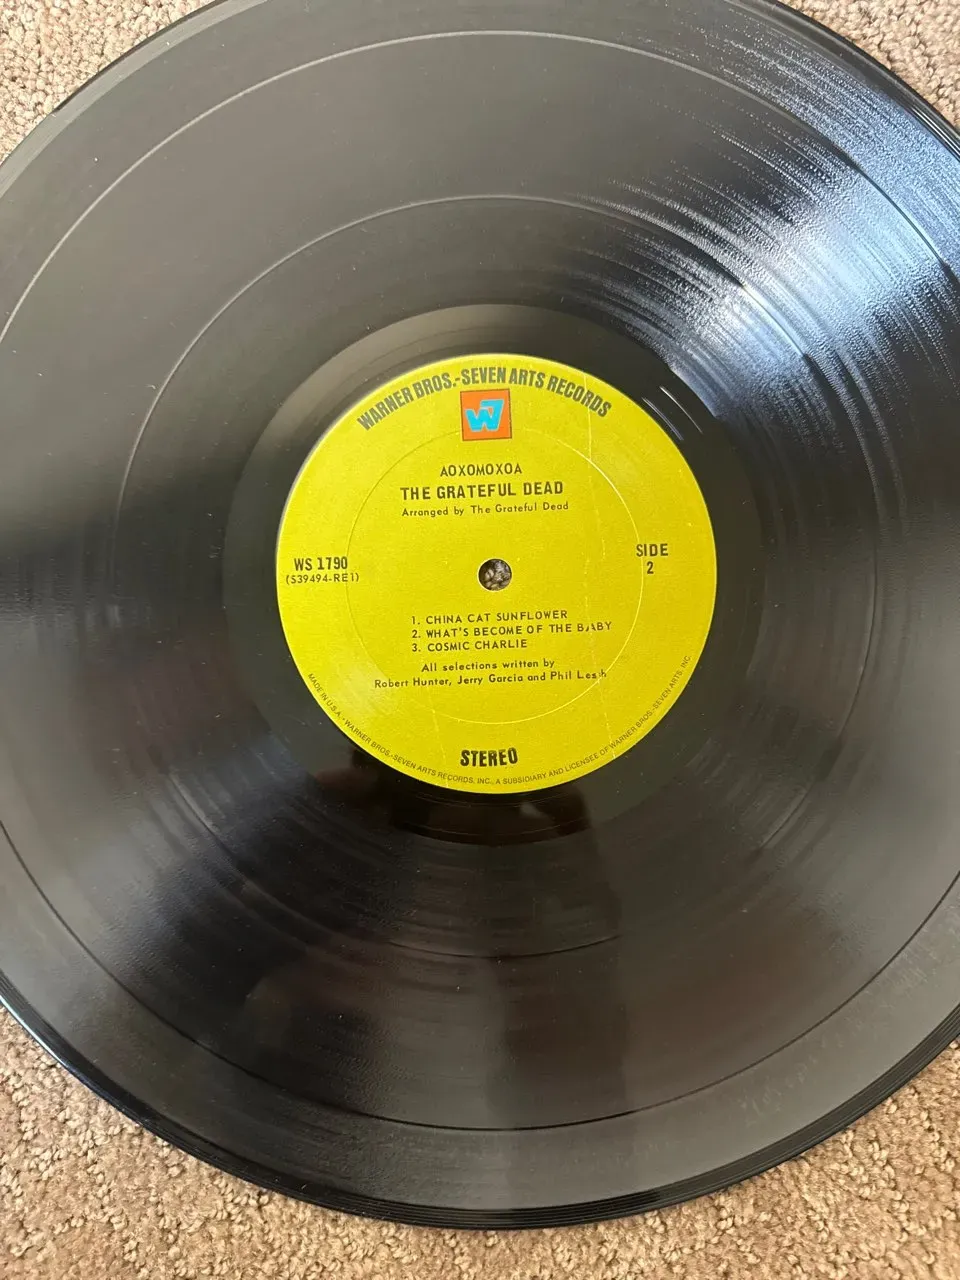 WARNER BROS.-SEVEN ARTS RECORDS
W7
AOXOMOXOA
THE GRATEFUL DEAD
Arranged by The Grateful Dead
WS 1790
(S39494-RE1)
SIDE
2
1. CHINA CAT SUNFLOWER
2. WHAT'S BECOME OF THE BABY
3. COSMIC CHARLIE
All selections written by
Robert Hunter, Jerry Garcia and Phil Lesh
STEREO
MADE IN U.S.A. - WARNER BROS.-SEVEN ARTS RECORDS, INC., A SUBSIDIARY AND LICENSEE OF WARNER BROS.-SEVEN ARTS, INC.